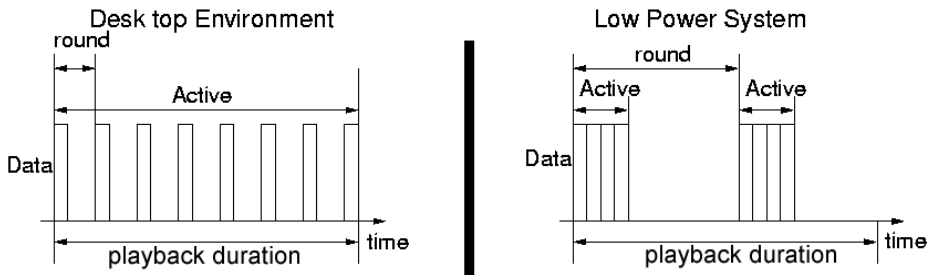 Desk top Environment
round
Active
Data
time
playback duration
Low Power System
round
Active
Active
Data
time
playback duration